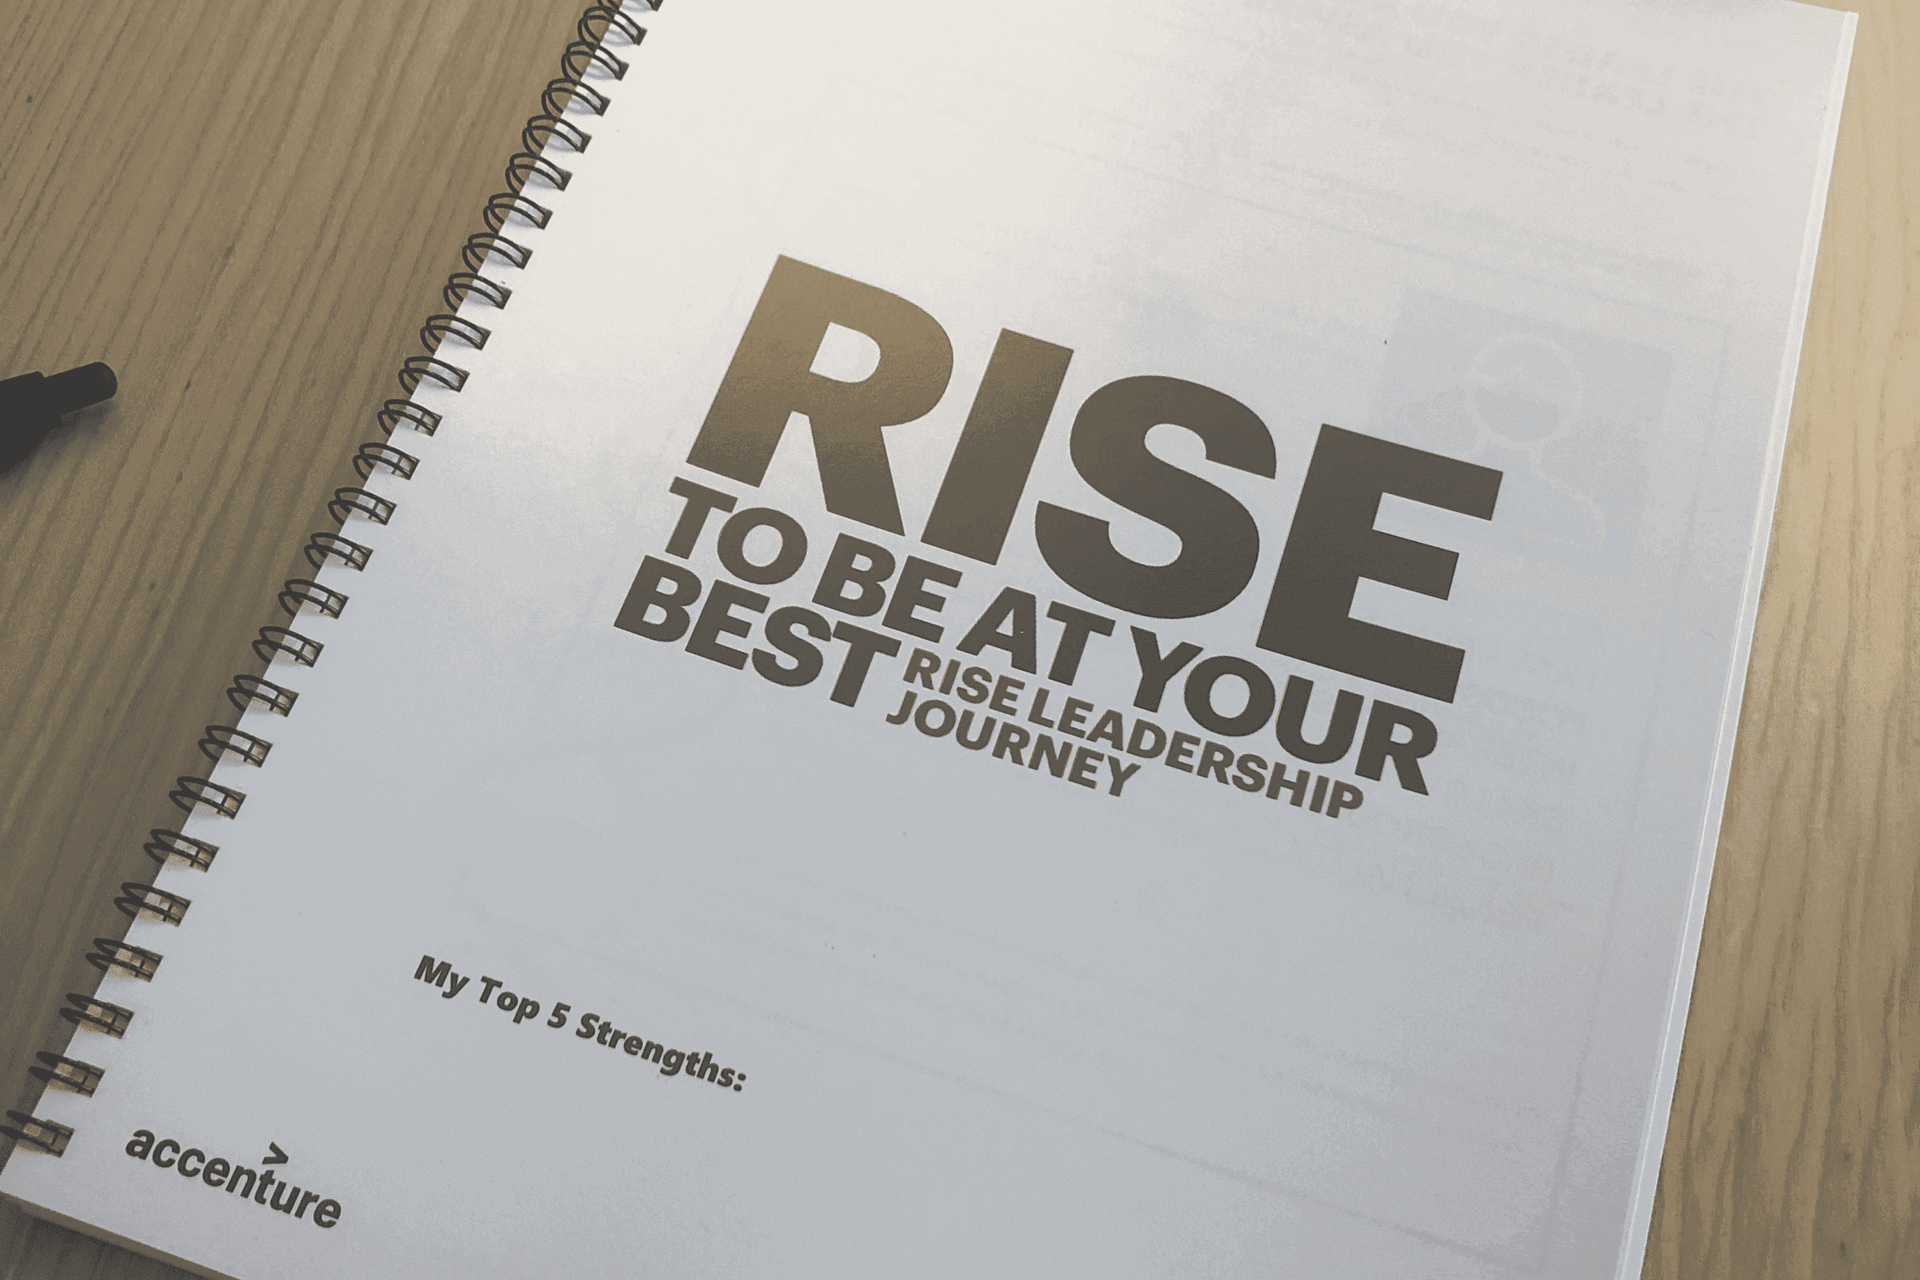 RISE
TO BE AT YOUR
BEST RISE LEADERSHIP
JOURNEY
My Top 5 Strengths:
accenture